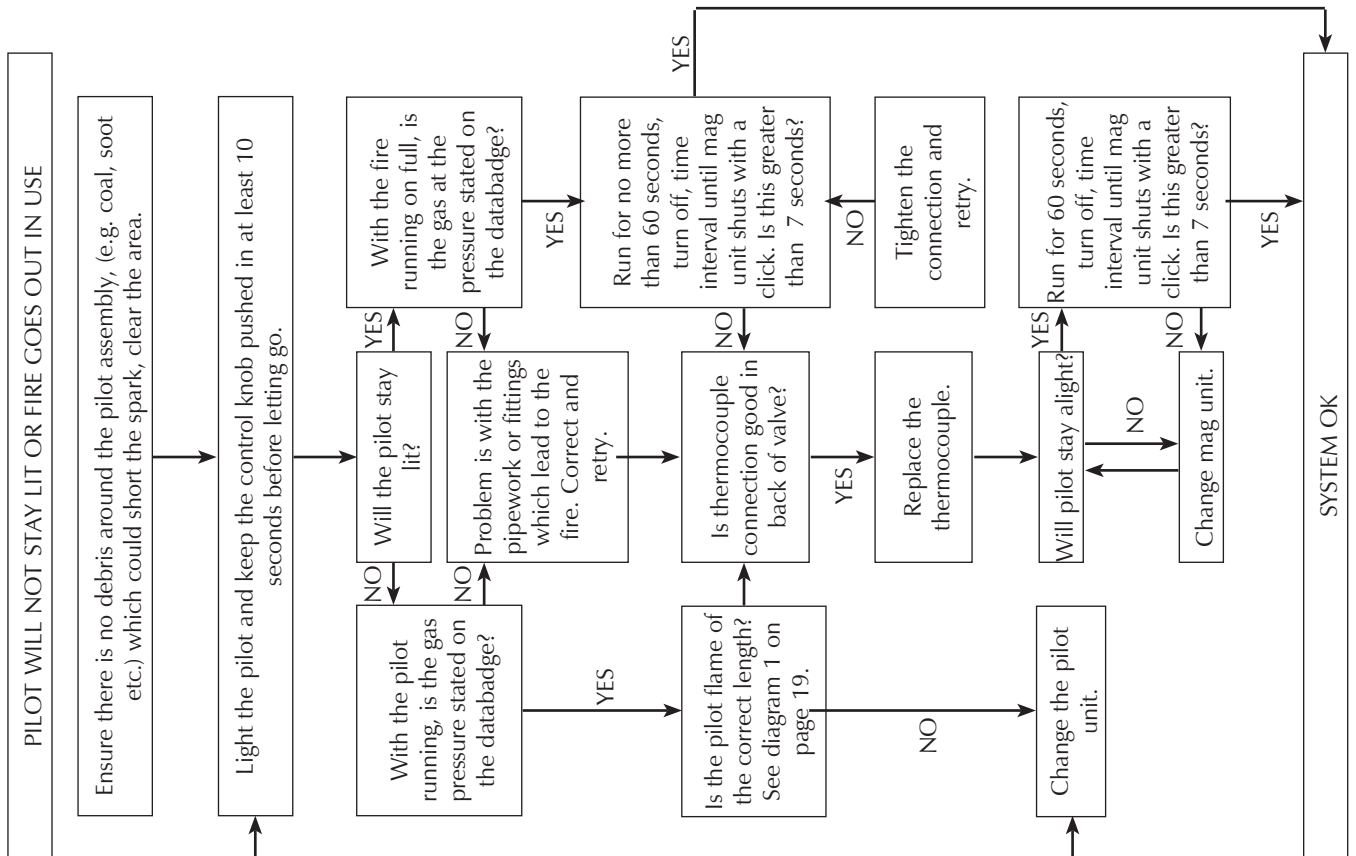 PILOT WILL NOT STAY LIT OR FIRE GOES OUT IN USE
Ensure there is no debris around the pilot assembly, (e.g. coal, soot
etc.) which could short the spark, clear the area.
Light the pilot and keep the control knob pushed in at least 10
seconds before letting go.
Will the pilot stay
lit?
NO
YES
With the pilot
running, is the gas
pressure stated on
the databadge?
NO
YES
Problem is with the
pipework or fittings
which lead to the
fire. Correct and
retry.
With the fire
running on full, is
the gas at the
pressure stated on
the databadge?
NO
YES
Is the pilot flame of
the correct length?
See diagram 1 on
page 19.
NO
Is thermocouple
connection good in
back of valve?
YES
Run for no more
than 60 seconds,
turn off, time
interval until mag
unit shuts with a
click. Is this greater
than 7 seconds?
NO
YES
Replace the
thermocouple.
Tighten the
connection and
retry.
NO
Change the pilot
unit.
Will pilot stay alight?
YES
NO
Run for 60 seconds,
turn off, time
interval until mag
unit shuts with a
click. Is this greater
than 7 seconds?
NO
YES
Change mag unit.
SYSTEM OK